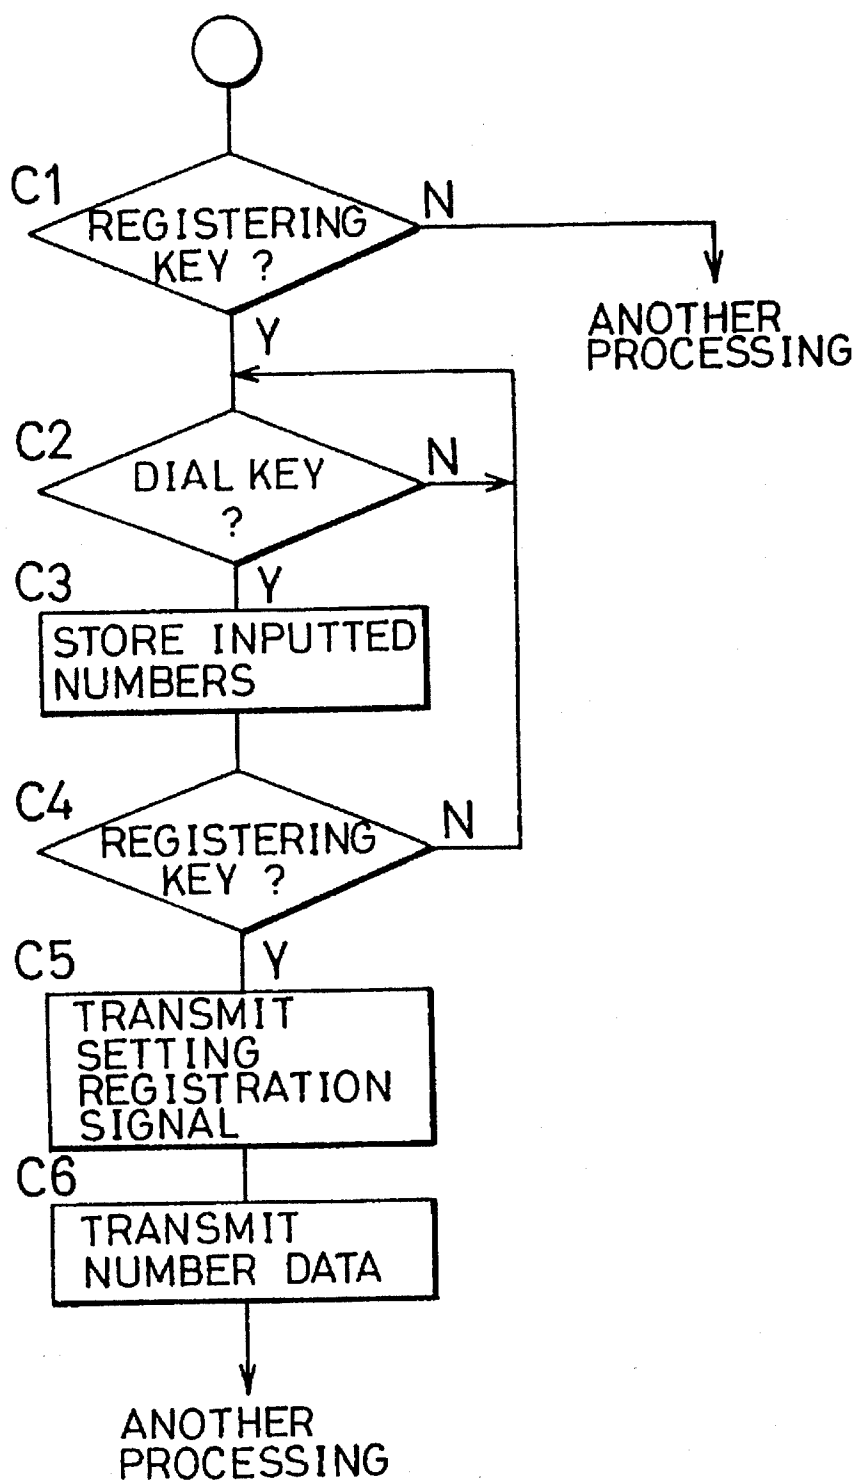 C1
REGISTERING
KEY ?
N
ANOTHER
PROCESSING
Y
C2
DIAL KEY
?
N
Y
C3
STORE INPUTTED
NUMBERS
C4
REGISTERING
KEY ?
N
Y
C5
TRANSMIT
SETTING
REGISTRATION
SIGNAL
C6
TRANSMIT
NUMBER DATA
ANOTHER
PROCESSING